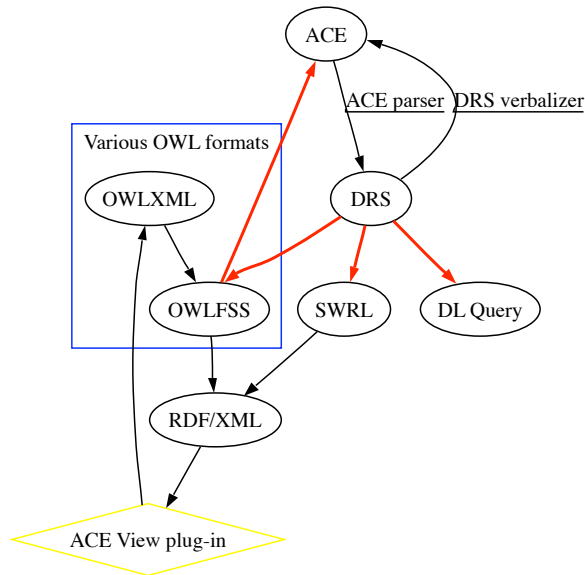 ACE
ACE parser
DRS verbalizer
Various OWL formats
OWLXML
DRS
OWLFSS
SWRL
DL Query
RDF/XML
ACE View plug-in